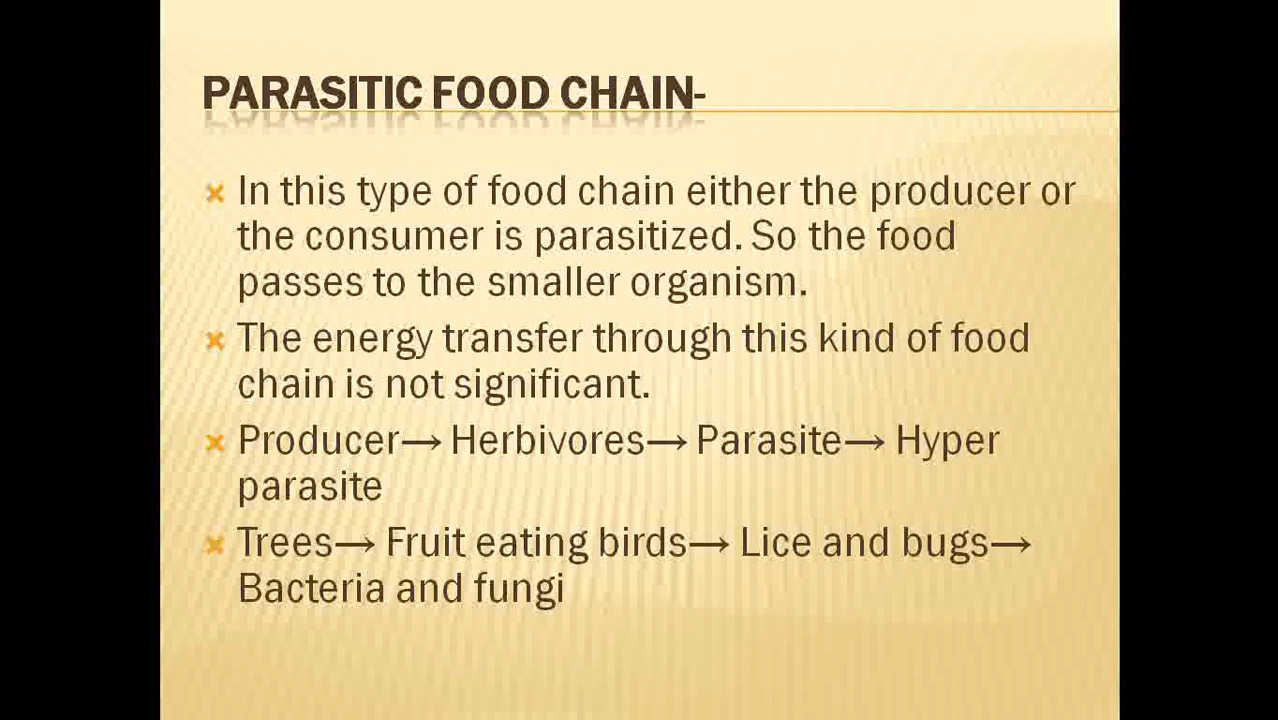 PARASITIC FOOD CHAIN-
In this type of food chain either the producer or
the consumer is parasitized. So the food
passes to the smaller organism.
The energy transfer through this kind of food
chain is not significant.
Producer→ Herbivores→ Parasite→ Hyper
parasite
Trees→ Fruit eating birds→ Lice and bugs→
Bacteria and fungi